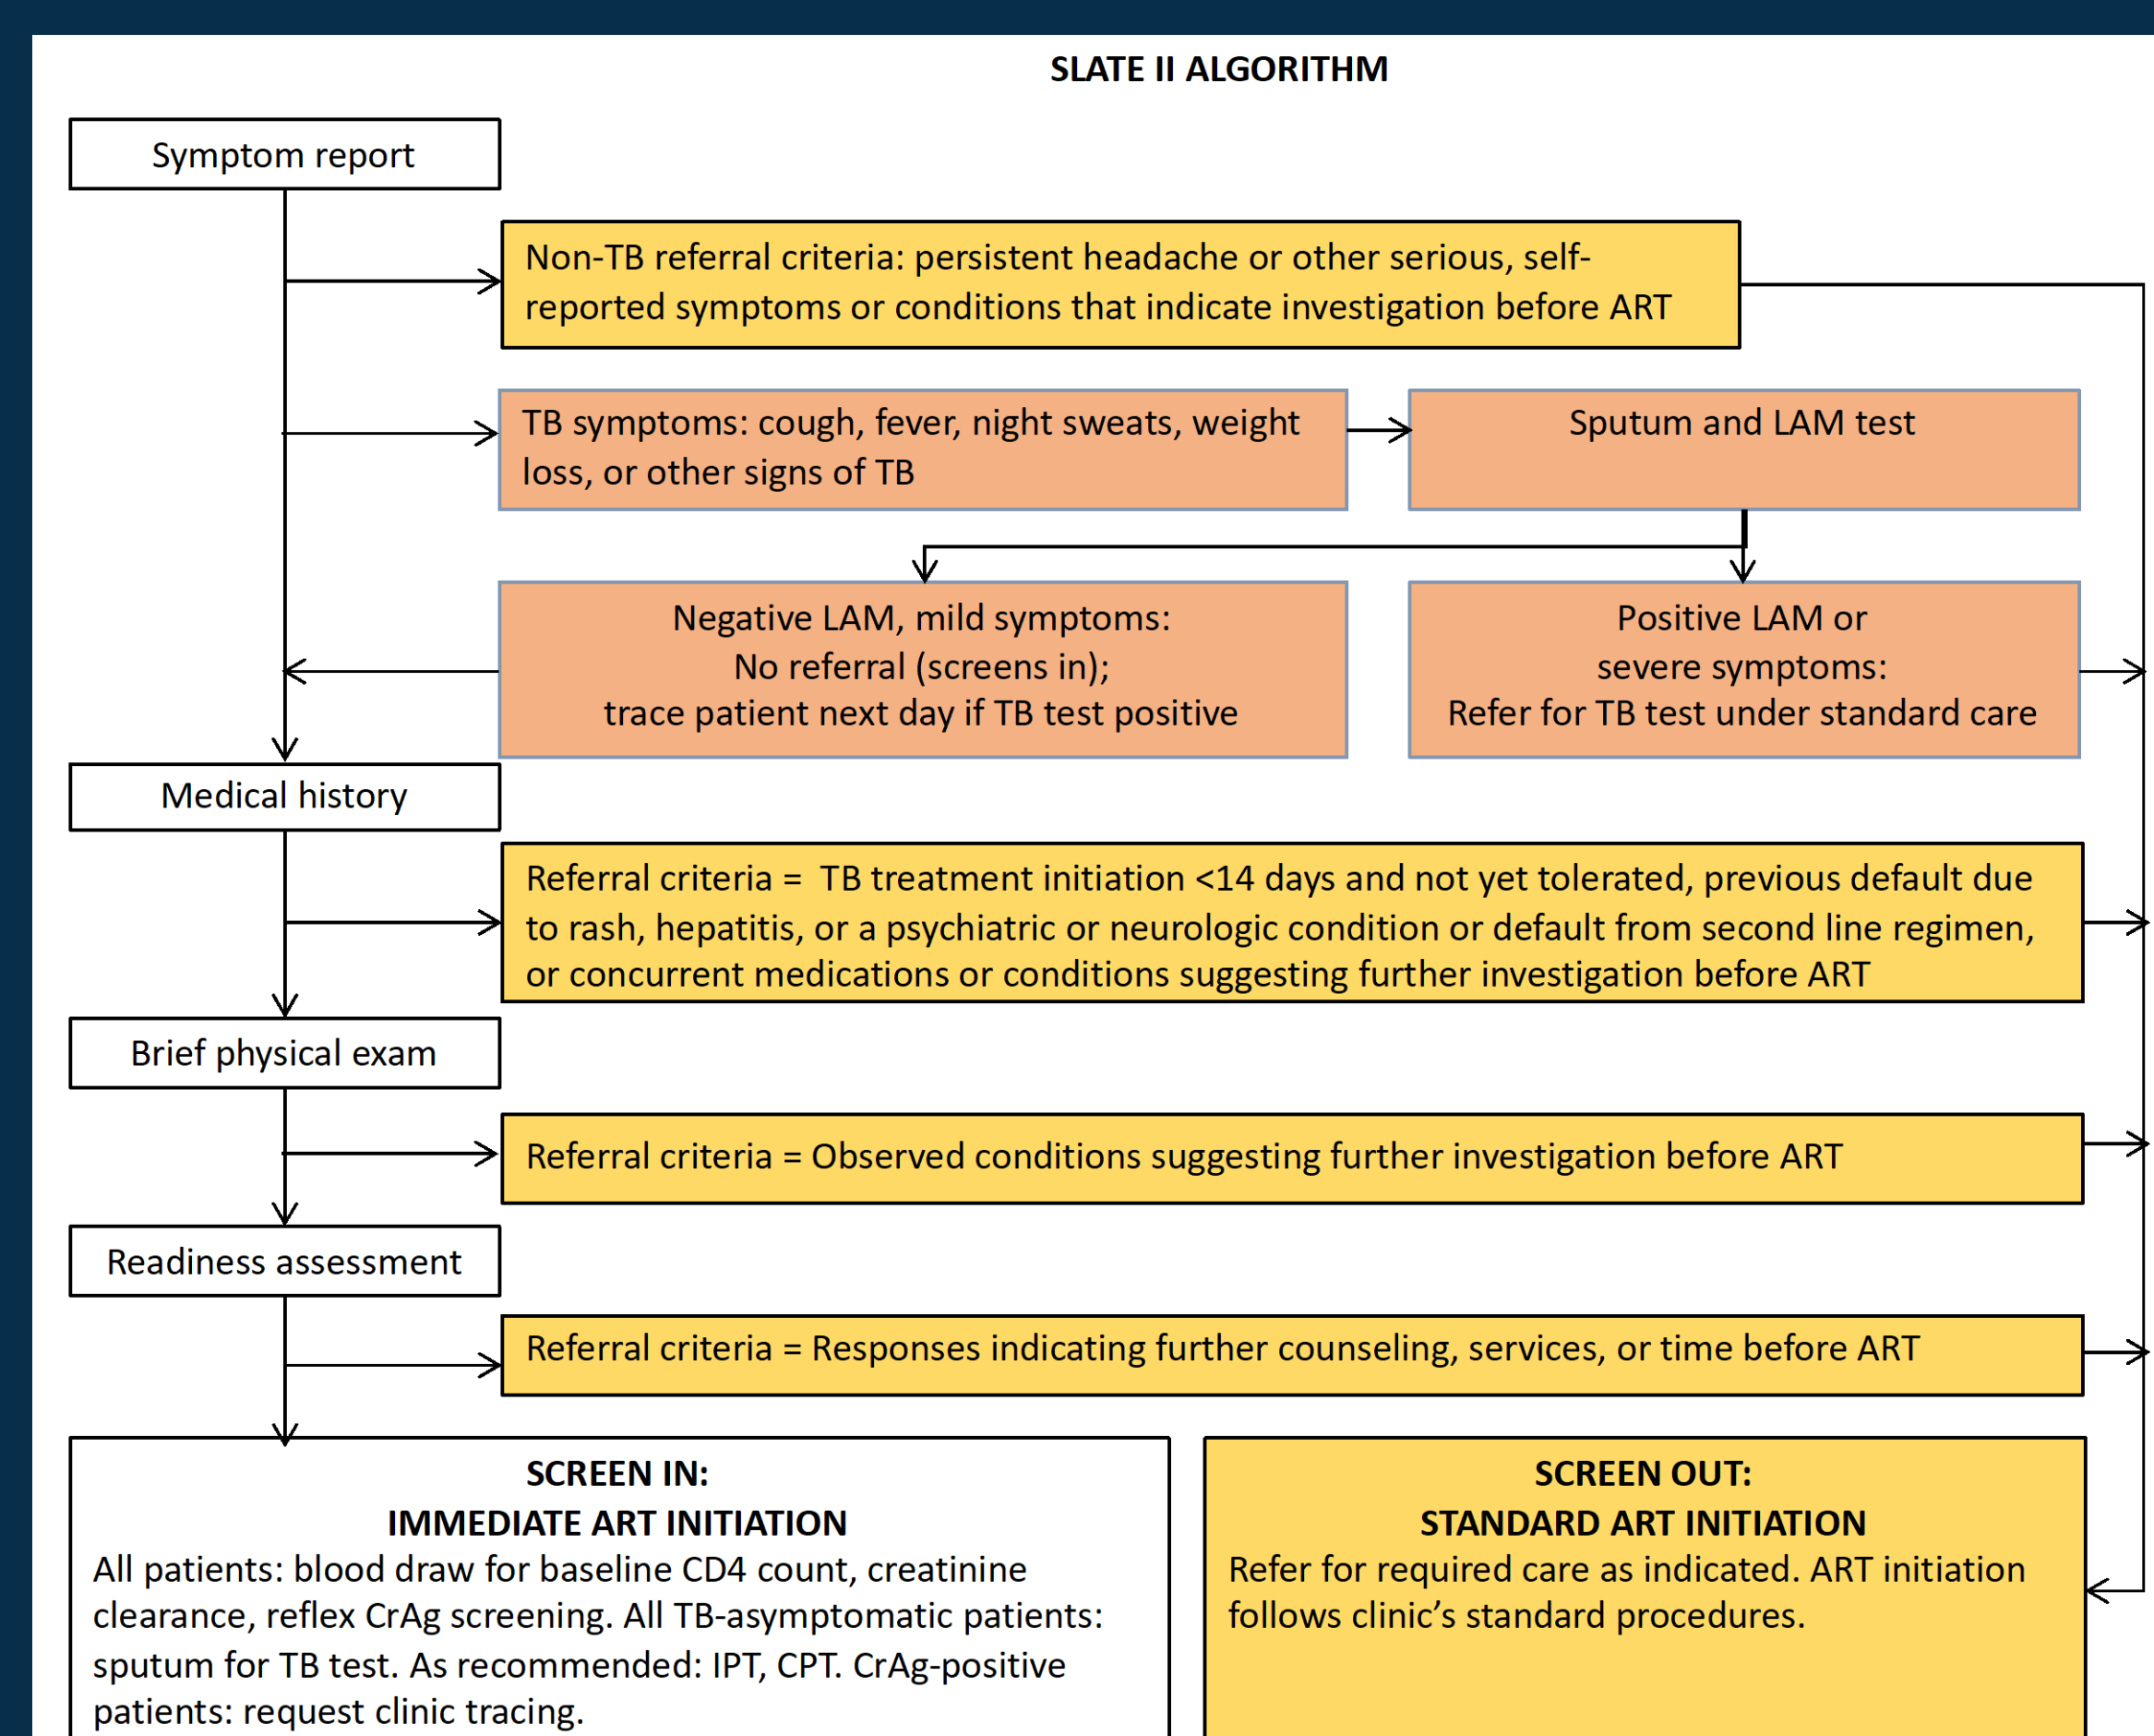 SLATE II ALGORITHM
Symptom report
Non-TB referral criteria: persistent headache or other serious, self-
reported symptoms or conditions that indicate investigation before ART
TB symptoms: cough, fever, night sweats, weight
loss, or other signs of TB
Sputum and LAM test
Negative LAM, mild symptoms:
No referral (screens in);
trace patient next day if TB test positive
Positive LAM or
severe symptoms:
Refer for TB test under standard care
Medical history
Referral criteria =  TB treatment initiation <14 days and not yet tolerated, previous default due
to rash, hepatitis, or a psychiatric or neurologic condition or default from second line regimen,
or concurrent medications or conditions suggesting further investigation before ART
Brief physical exam
Referral criteria = Observed conditions suggesting further investigation before ART
Readiness assessment
Referral criteria = Responses indicating further counseling, services, or time before ART
SCREEN IN:
IMMEDIATE ART INITIATION
All patients: blood draw for baseline CD4 count, creatinine
clearance, reflex CrAg screening. All TB-asymptomatic patients:
sputum for TB test. As recommended: IPT, CPT. CrAg-positive
patients: request clinic tracing.
SCREEN OUT:
STANDARD ART INITIATION
Refer for required care as indicated. ART initiation
follows clinic’s standard procedures.